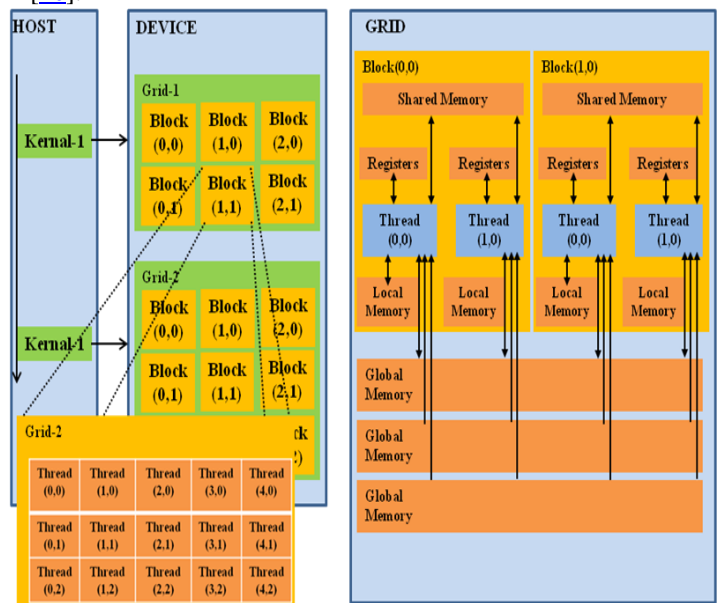 HOST
DEVICE
Grid-1
Block
(0,0)
Block
(1,0)
Block
(2,0)
Kernal-1
Block
(0,1)
Block
(1,1)
Block
(2,1)
Grid-2
Block
(0,0)
Block
(1,0)
Block
(2,0)
Kernal-1
Block
(0,1)
Block
(1,1)
Block
(2,1)
ck
2)
Grid-2
Thread
(0,0)
Thread
(1,0)
Thread
(2,0)
Thread
(3,0)
Thread
(4,0)
Thread
(0,1)
Thread
(1,1)
Thread
(2,1)
Thread
(3,1)
Thread
(4,1)
Thread
(0,2)
Thread
(1,2)
Thread
(2,2)
Thread
(3,2)
Thread
(4,2)
GRID
Block(0,0)
Block(1,0)
Shared Memory
Shared Memory
Registers
Registers
Registers
Registers
Thread
(0,0)
Thread
(1,0)
Thread
(0,0)
Thread
(1,0)
Local
Memory
Local
Memory
Local
Memory
Local
Memory
Global
Memory
Global
Memory
Global
Memory